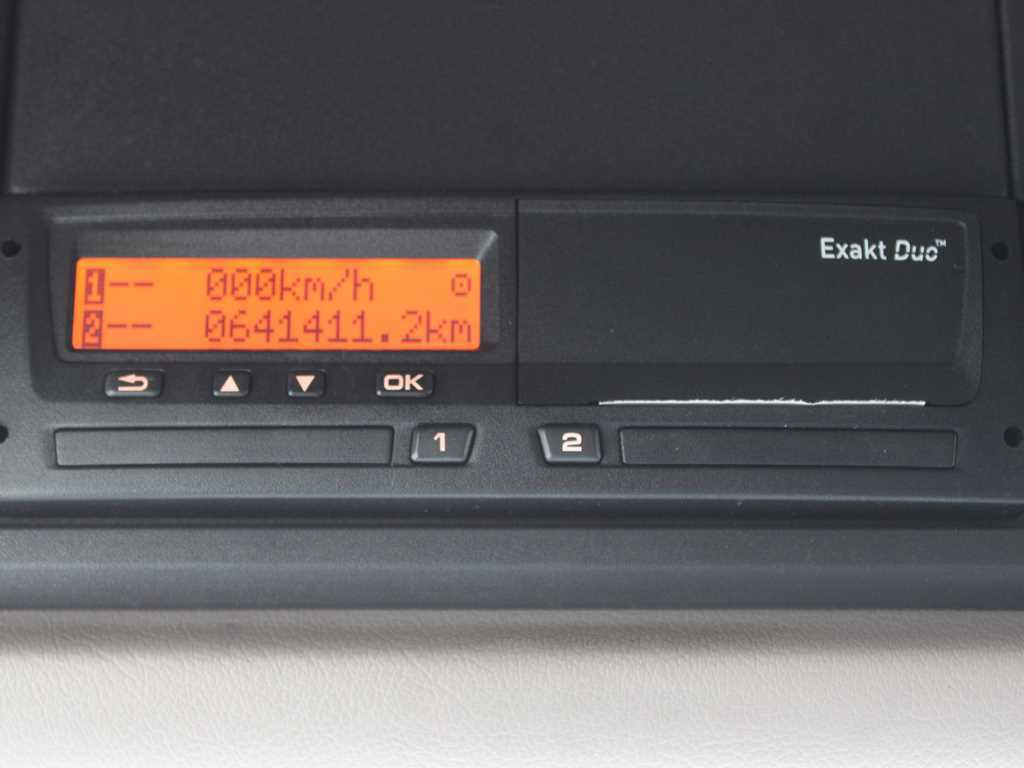 1-- 000km/h ⊙
2-- 0641411.2km
Exakt Duo™
OK
1
2